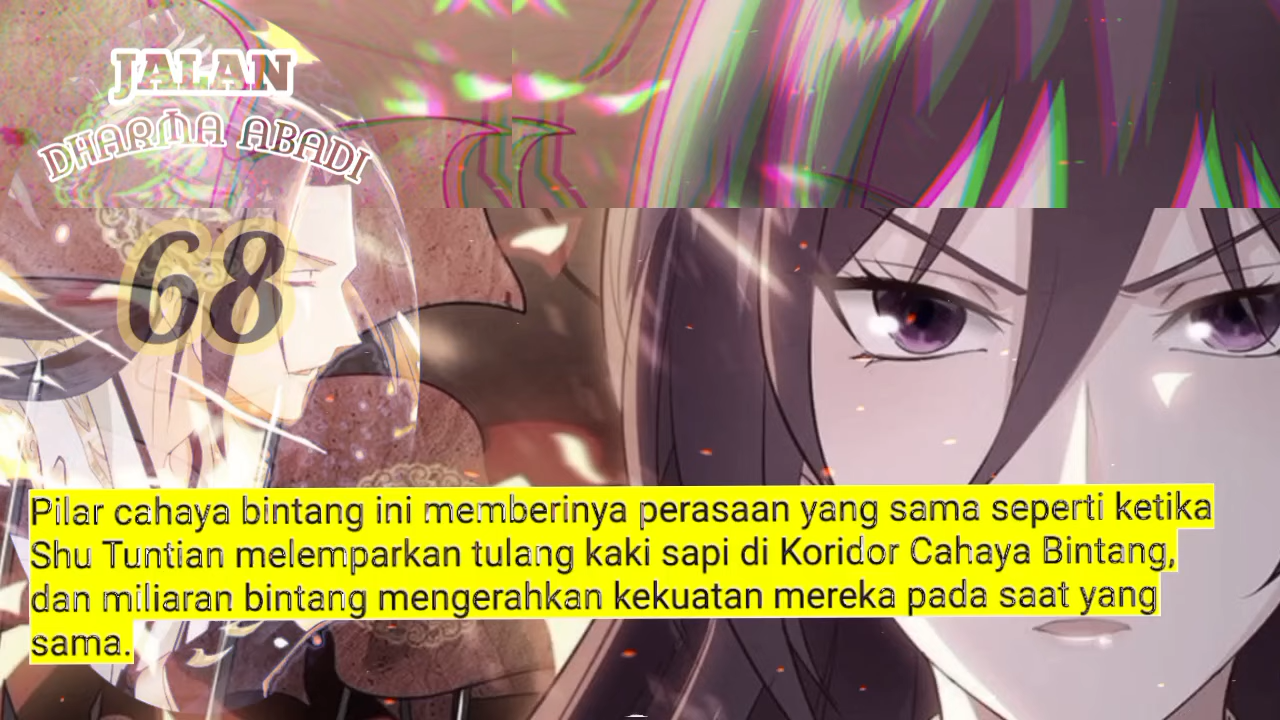 JALAN
DHARMA ABADI
68
Pilar cahaya bintang ini memberinya perasaan yang sama seperti ketika
Shu Tuntian melemparkan tulang kaki sapi di Koridor Cahaya Bintang,
dan miliaran bintang mengerahkan kekuatan mereka pada saat yang
sama.